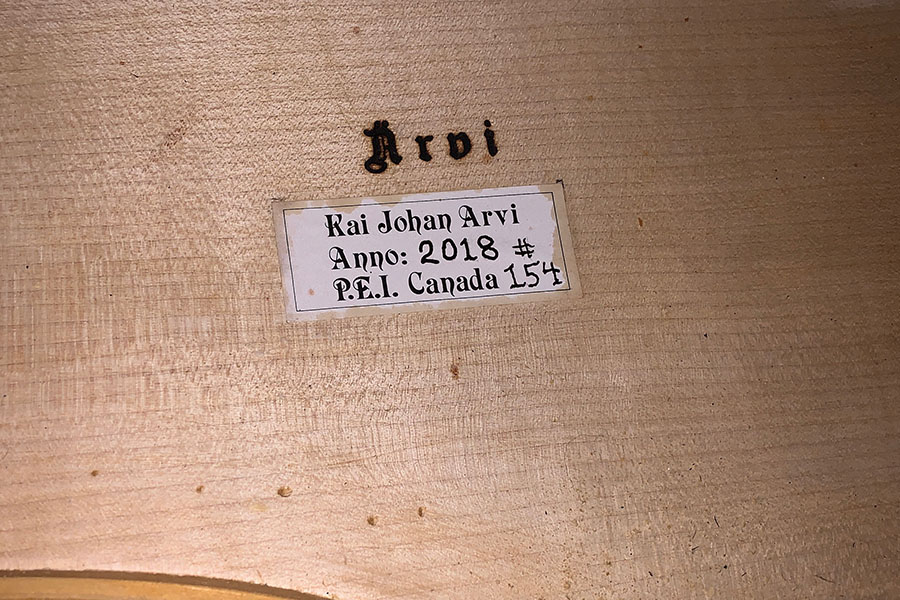 Arvi
Kai Johan Arvi
Anno: 2018 #
P.E.I. Canada 154